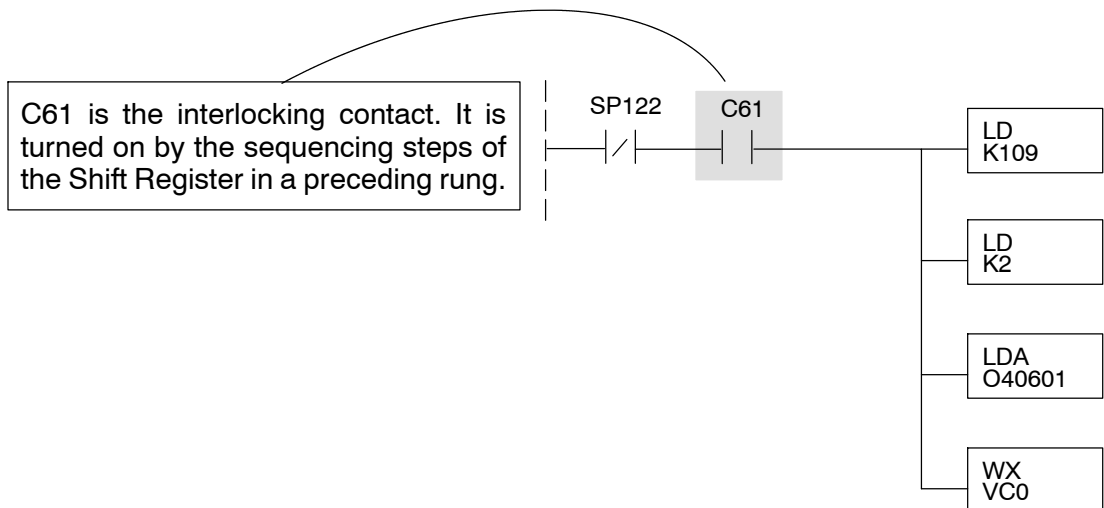 C61 is the interlocking contact. It is
turned on by the sequencing steps of
the Shift Register in a preceding rung.
SP122
C61
LD
K109
LD
K2
LDA
O40601
WX
VC0